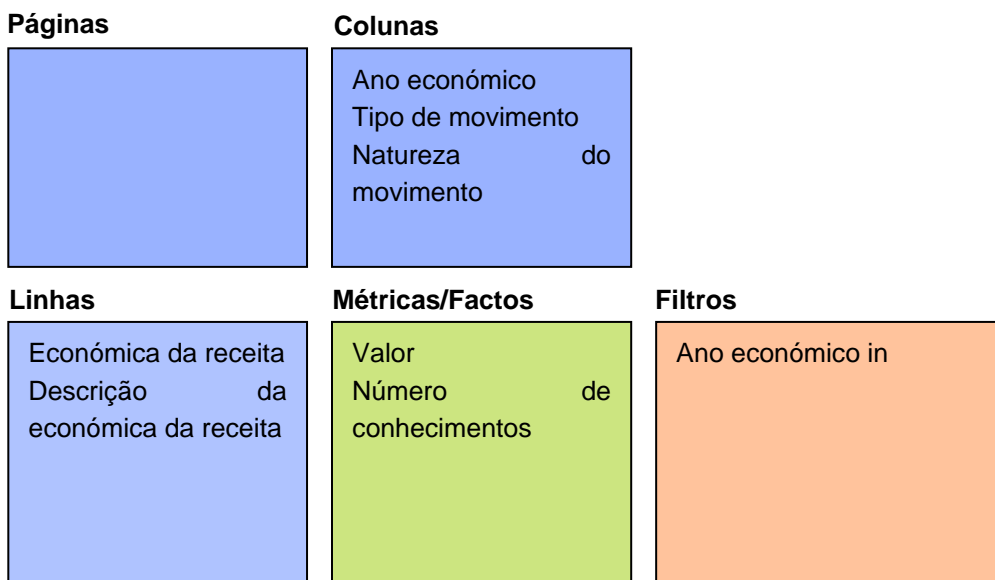 Páginas
Colunas
Ano económico
Tipo de movimento
Natureza do
movimento
Linhas
Métricas/Factos
Filtros
Económica da receita
Descrição da
económica da receita
Valor
Número de
conhecimentos
Ano económico in